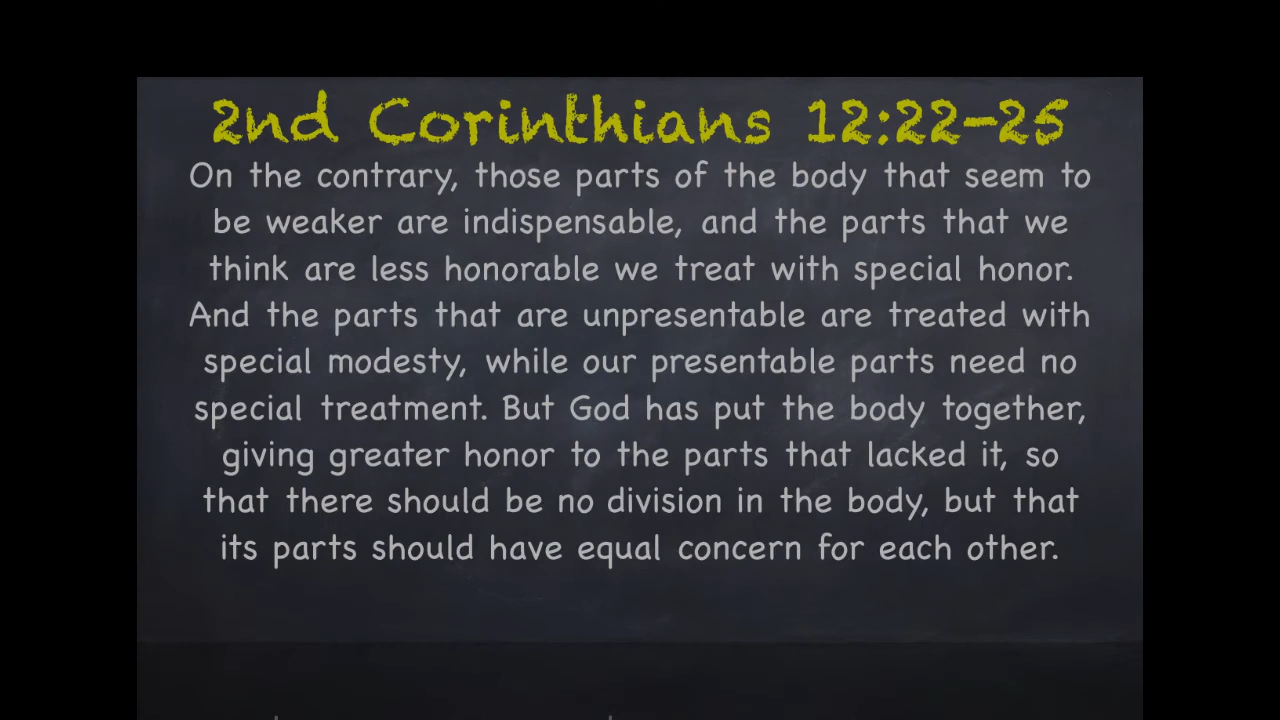 2nd Corinthians 12:22-25
On the contrary, those parts of the body that seem to
be weaker are indispensable, and the parts that we
think are less honorable we treat with special honor.
And the parts that are unpresentable are treated with
special modesty, while our presentable parts need no
special treatment. But God has put the body together,
giving greater honor to the parts that lacked it, so
that there should be no division in the body, but that
its parts should have equal concern for each other.